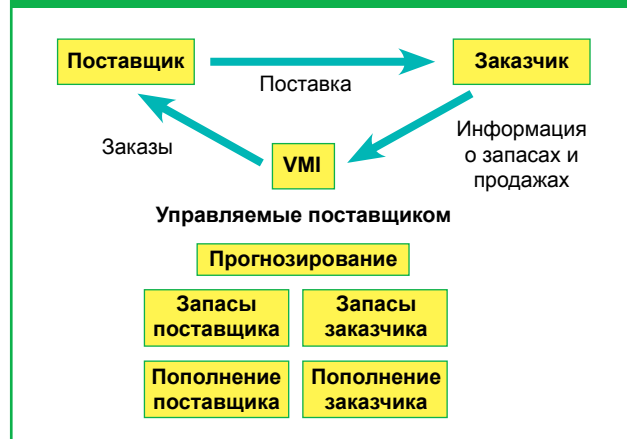 Поставщик
Заказчик
Поставка
Заказы
Информация
о запасах и
продажах
VMI
Управляемые поставщиком
Прогнозирование
Запасы
поставщика
Запасы
заказчика
Пополнение
поставщика
Пополнение
заказчика